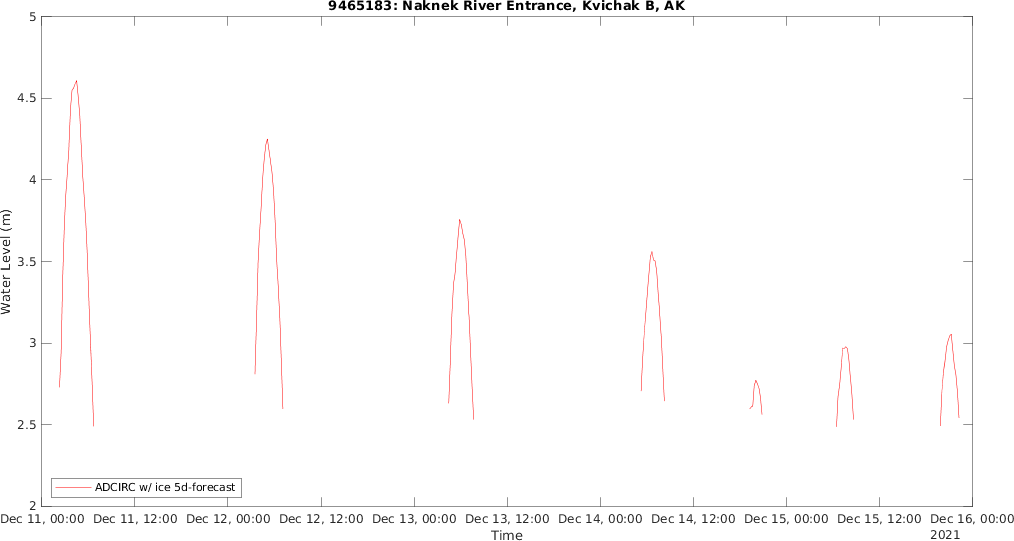 9465183: Naknek River Entrance, Kvichak B, AK
5
4.5
4
3.5
3
2.5
2
Water Level (m)
ADCIRC w/ ice 5d-forecast
Dec 11, 00:00 Dec 11, 12:00 Dec 12, 00:00 Dec 12, 12:00 Dec 13, 00:00 Dec 13, 12:00 Dec 14, 00:00 Dec 14, 12:00 Dec 15, 00:00 Dec 15, 12:00 Dec 16, 00:00
Time
2021